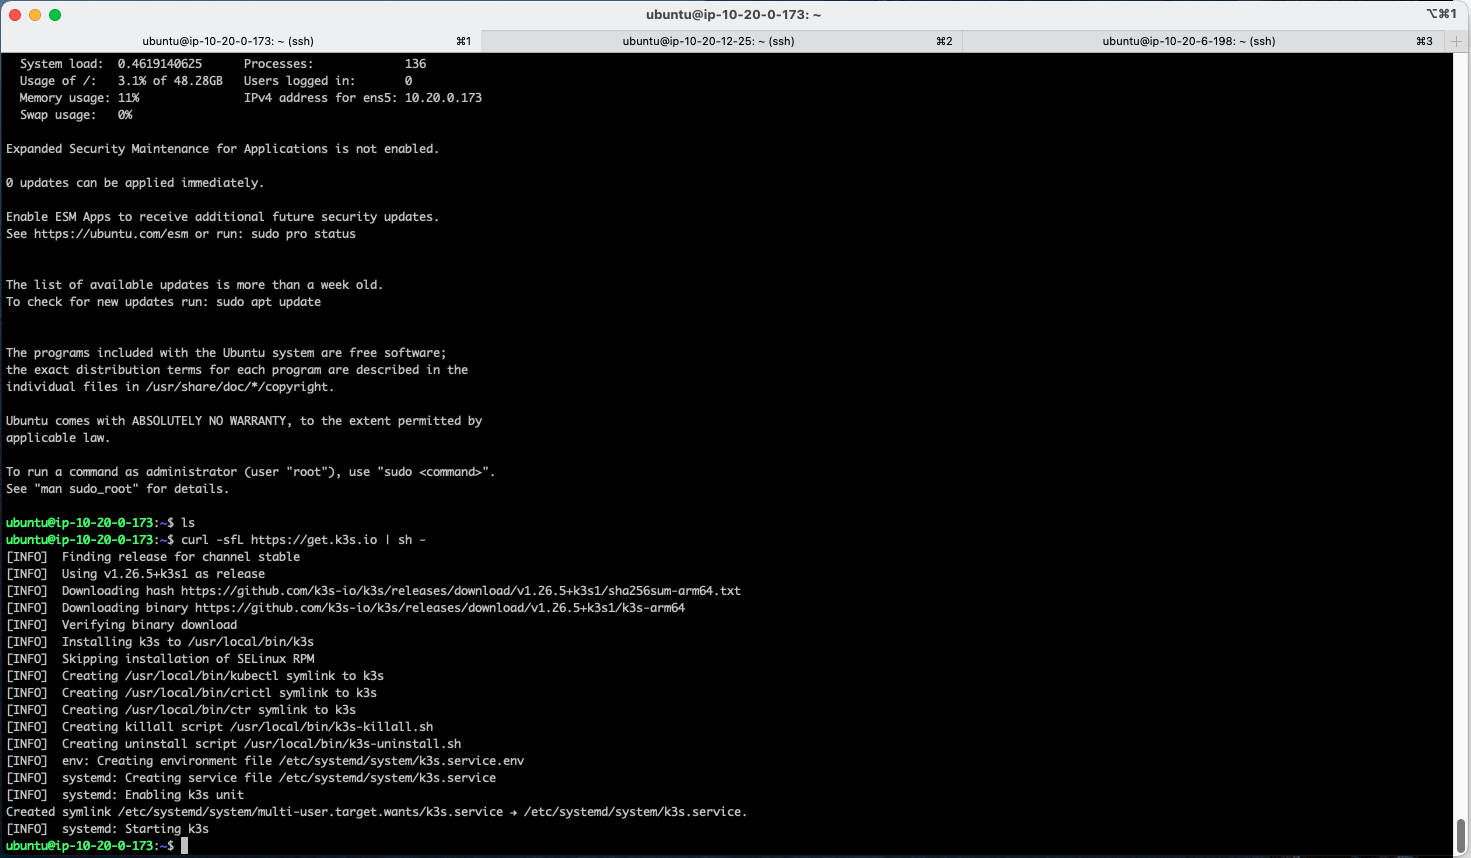 ubuntu@ip-10-20-0-173: ~
⌥⌘1
ubuntu@ip-10-20-0-173: ~ (ssh) ⌘1
ubuntu@ip-10-20-12-25: ~ (ssh) ⌘2
ubuntu@ip-10-20-6-198: ~ (ssh) ⌘3
System load:  0.4619140625      Processes:             136
Usage of /:   3.1% of 48.28GB   Users logged in:       0
Memory usage: 11%               IPv4 address for ens5: 10.20.0.173
Swap usage:   0%
Expanded Security Maintenance for Applications is not enabled.
0 updates can be applied immediately.
Enable ESM Apps to receive additional future security updates.
See https://ubuntu.com/esm or run: sudo pro status
The list of available updates is more than a week old.
To check for new updates run: sudo apt update
The programs included with the Ubuntu system are free software;
the exact distribution terms for each program are described in the
individual files in /usr/share/doc/*/copyright.
Ubuntu comes with ABSOLUTELY NO WARRANTY, to the extent permitted by
applicable law.
To run a command as administrator (user "root"), use "sudo <command>".
See "man sudo_root" for details.
ubuntu@ip-10-20-0-173:~$ ls
ubuntu@ip-10-20-0-173:~$ curl -sfL https://get.k3s.io | sh -
[INFO]  Finding release for channel stable
[INFO]  Using v1.26.5+k3s1 as release
[INFO]  Downloading hash https://github.com/k3s-io/k3s/releases/download/v1.26.5+k3s1/sha256sum-arm64.txt
[INFO]  Downloading binary https://github.com/k3s-io/k3s/releases/download/v1.26.5+k3s1/k3s-arm64
[INFO]  Verifying binary download
[INFO]  Installing k3s to /usr/local/bin/k3s
[INFO]  Skipping installation of SELinux RPM
[INFO]  Creating /usr/local/bin/kubectl symlink to k3s
[INFO]  Creating /usr/local/bin/crictl symlink to k3s
[INFO]  Creating /usr/local/bin/ctr symlink to k3s
[INFO]  Creating killall script /usr/local/bin/k3s-killall.sh
[INFO]  Creating uninstall script /usr/local/bin/k3s-uninstall.sh
[INFO]  env: Creating environment file /etc/systemd/system/k3s.service.env
[INFO]  systemd: Creating service file /etc/systemd/system/k3s.service
[INFO]  systemd: Enabling k3s unit
Created symlink /etc/systemd/system/multi-user.target.wants/k3s.service → /etc/systemd/system/k3s.service.
[INFO]  systemd: Starting k3s
ubuntu@ip-10-20-0-173:~$